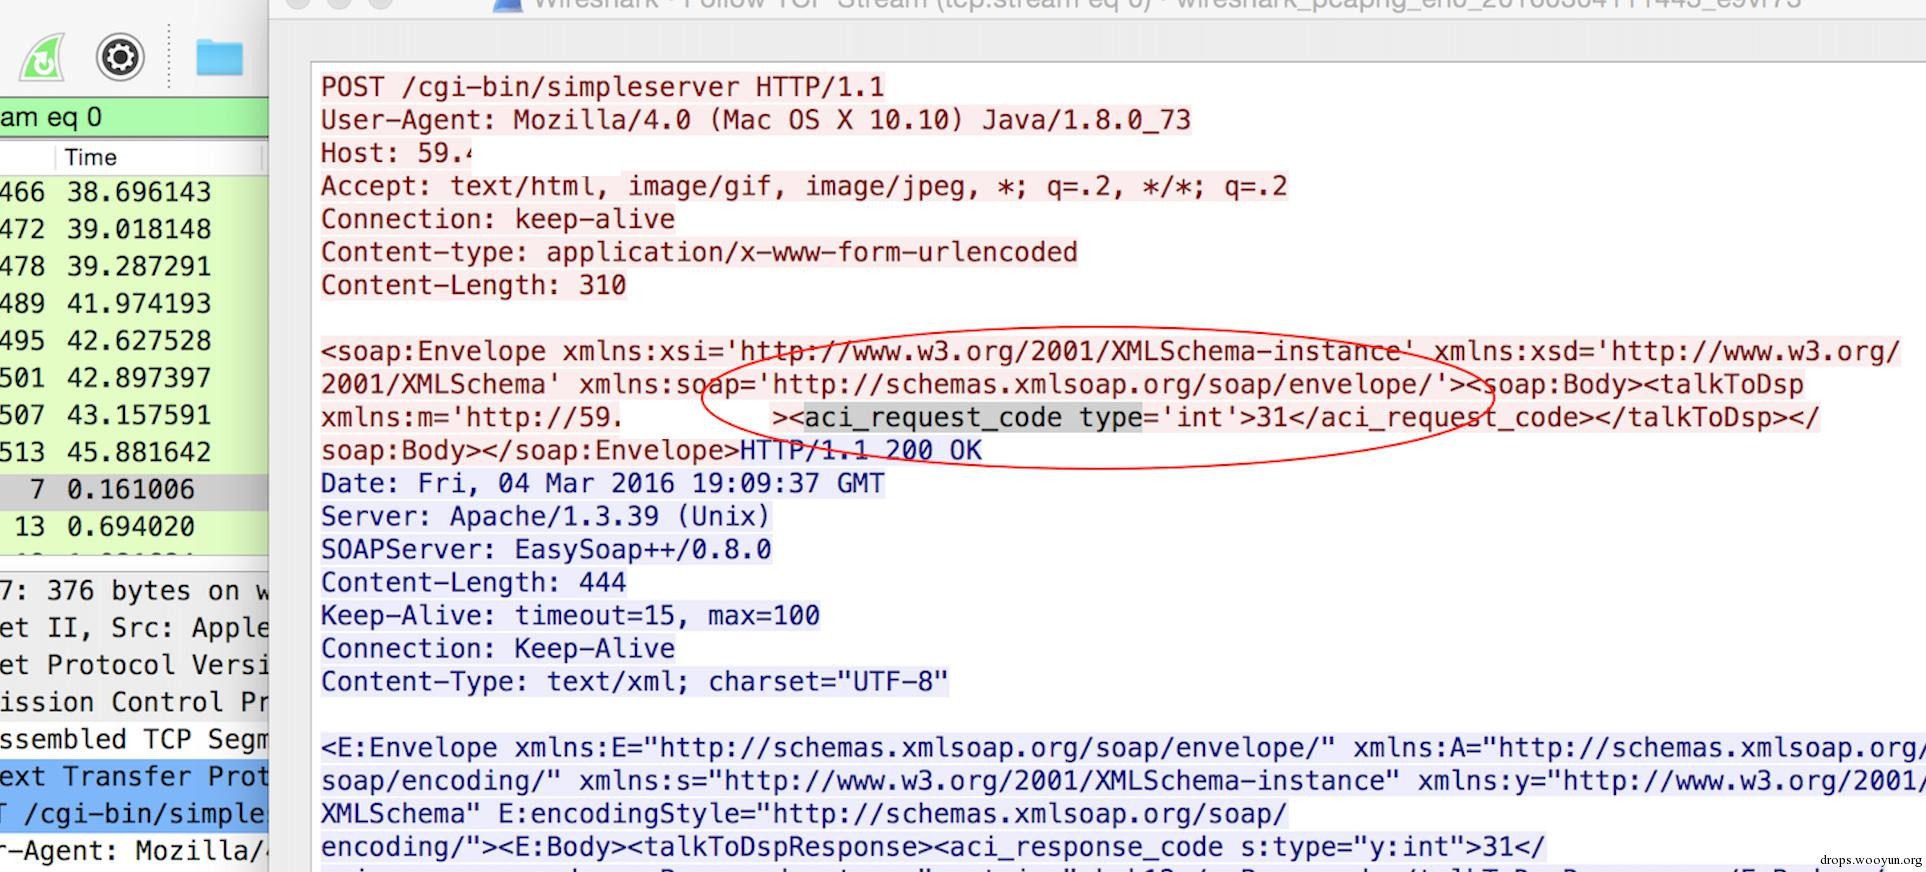 Wireshark · Follow TCP Stream (tcp.stream eq 0) · wireshark_pcapng_en0_20160304111445_e9vr73
am eq 0
Time
466 38.696143
472 39.018148
478 39.287291
489 41.974193
495 42.627528
501 42.897397
507 43.157591
513 45.881642
7 0.161006
13 0.694020
7: 376 bytes on w
et II, Src: Apple
et Protocol Versi
ission Control Pr
ssembled TCP Segm
ext Transfer Prot
T /cgi-bin/simple
r-Agent: Mozilla/4
POST /cgi-bin/simpleserver HTTP/1.1
User-Agent: Mozilla/4.0 (Mac OS X 10.10) Java/1.8.0_73
Host: 59.4
Accept: text/html, image/gif, image/jpeg, *; q=.2, */*; q=.2
Connection: keep-alive
Content-type: application/x-www-form-urlencoded
Content-Length: 310
<soap:Envelope xmlns:xsi='http://www.w3.org/2001/XMLSchema-instance' xmlns:xsd='http://www.w3.org/
2001/XMLSchema' xmlns:soap='http://schemas.xmlsoap.org/soap/envelope/'><soap:Body><talkToDsp
xmlns:m='http://59. ><aci_request_code type='int'>31</aci_request_code></talkToDsp></
soap:Body></soap:Envelope>HTTP/1.1 200 OK
Date: Fri, 04 Mar 2016 19:09:37 GMT
Server: Apache/1.3.39 (Unix)
SOAPServer: EasySoap++/0.8.0
Content-Length: 444
Keep-Alive: timeout=15, max=100
Connection: Keep-Alive
Content-Type: text/xml; charset="UTF-8"
<E:Envelope xmlns:E="http://schemas.xmlsoap.org/soap/envelope/" xmlns:A="http://schemas.xmlsoap.org/
soap/encoding/" xmlns:s="http://www.w3.org/2001/XMLSchema-instance" xmlns:y="http://www.w3.org/2001/
XMLSchema" E:encodingStyle="http://schemas.xmlsoap.org/soap/
encoding/"><E:Body><talkToDspResponse><aci_response_code s:type="y:int">31</
drops.wooyun.org